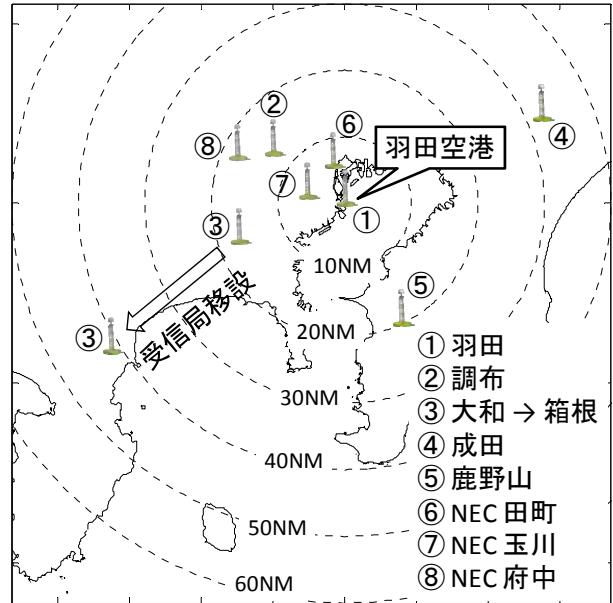 ②
⑥
⑧
④
羽田空港
⑦
③
①
10NM
⑤
受信局移設
③
20NM
30NM
40NM
50NM
60NM
① 羽田
② 調布
③ 大和 → 箱根
④ 成田
⑤ 鹿野山
⑥ NEC 田町
⑦ NEC 玉川
⑧ NEC 府中